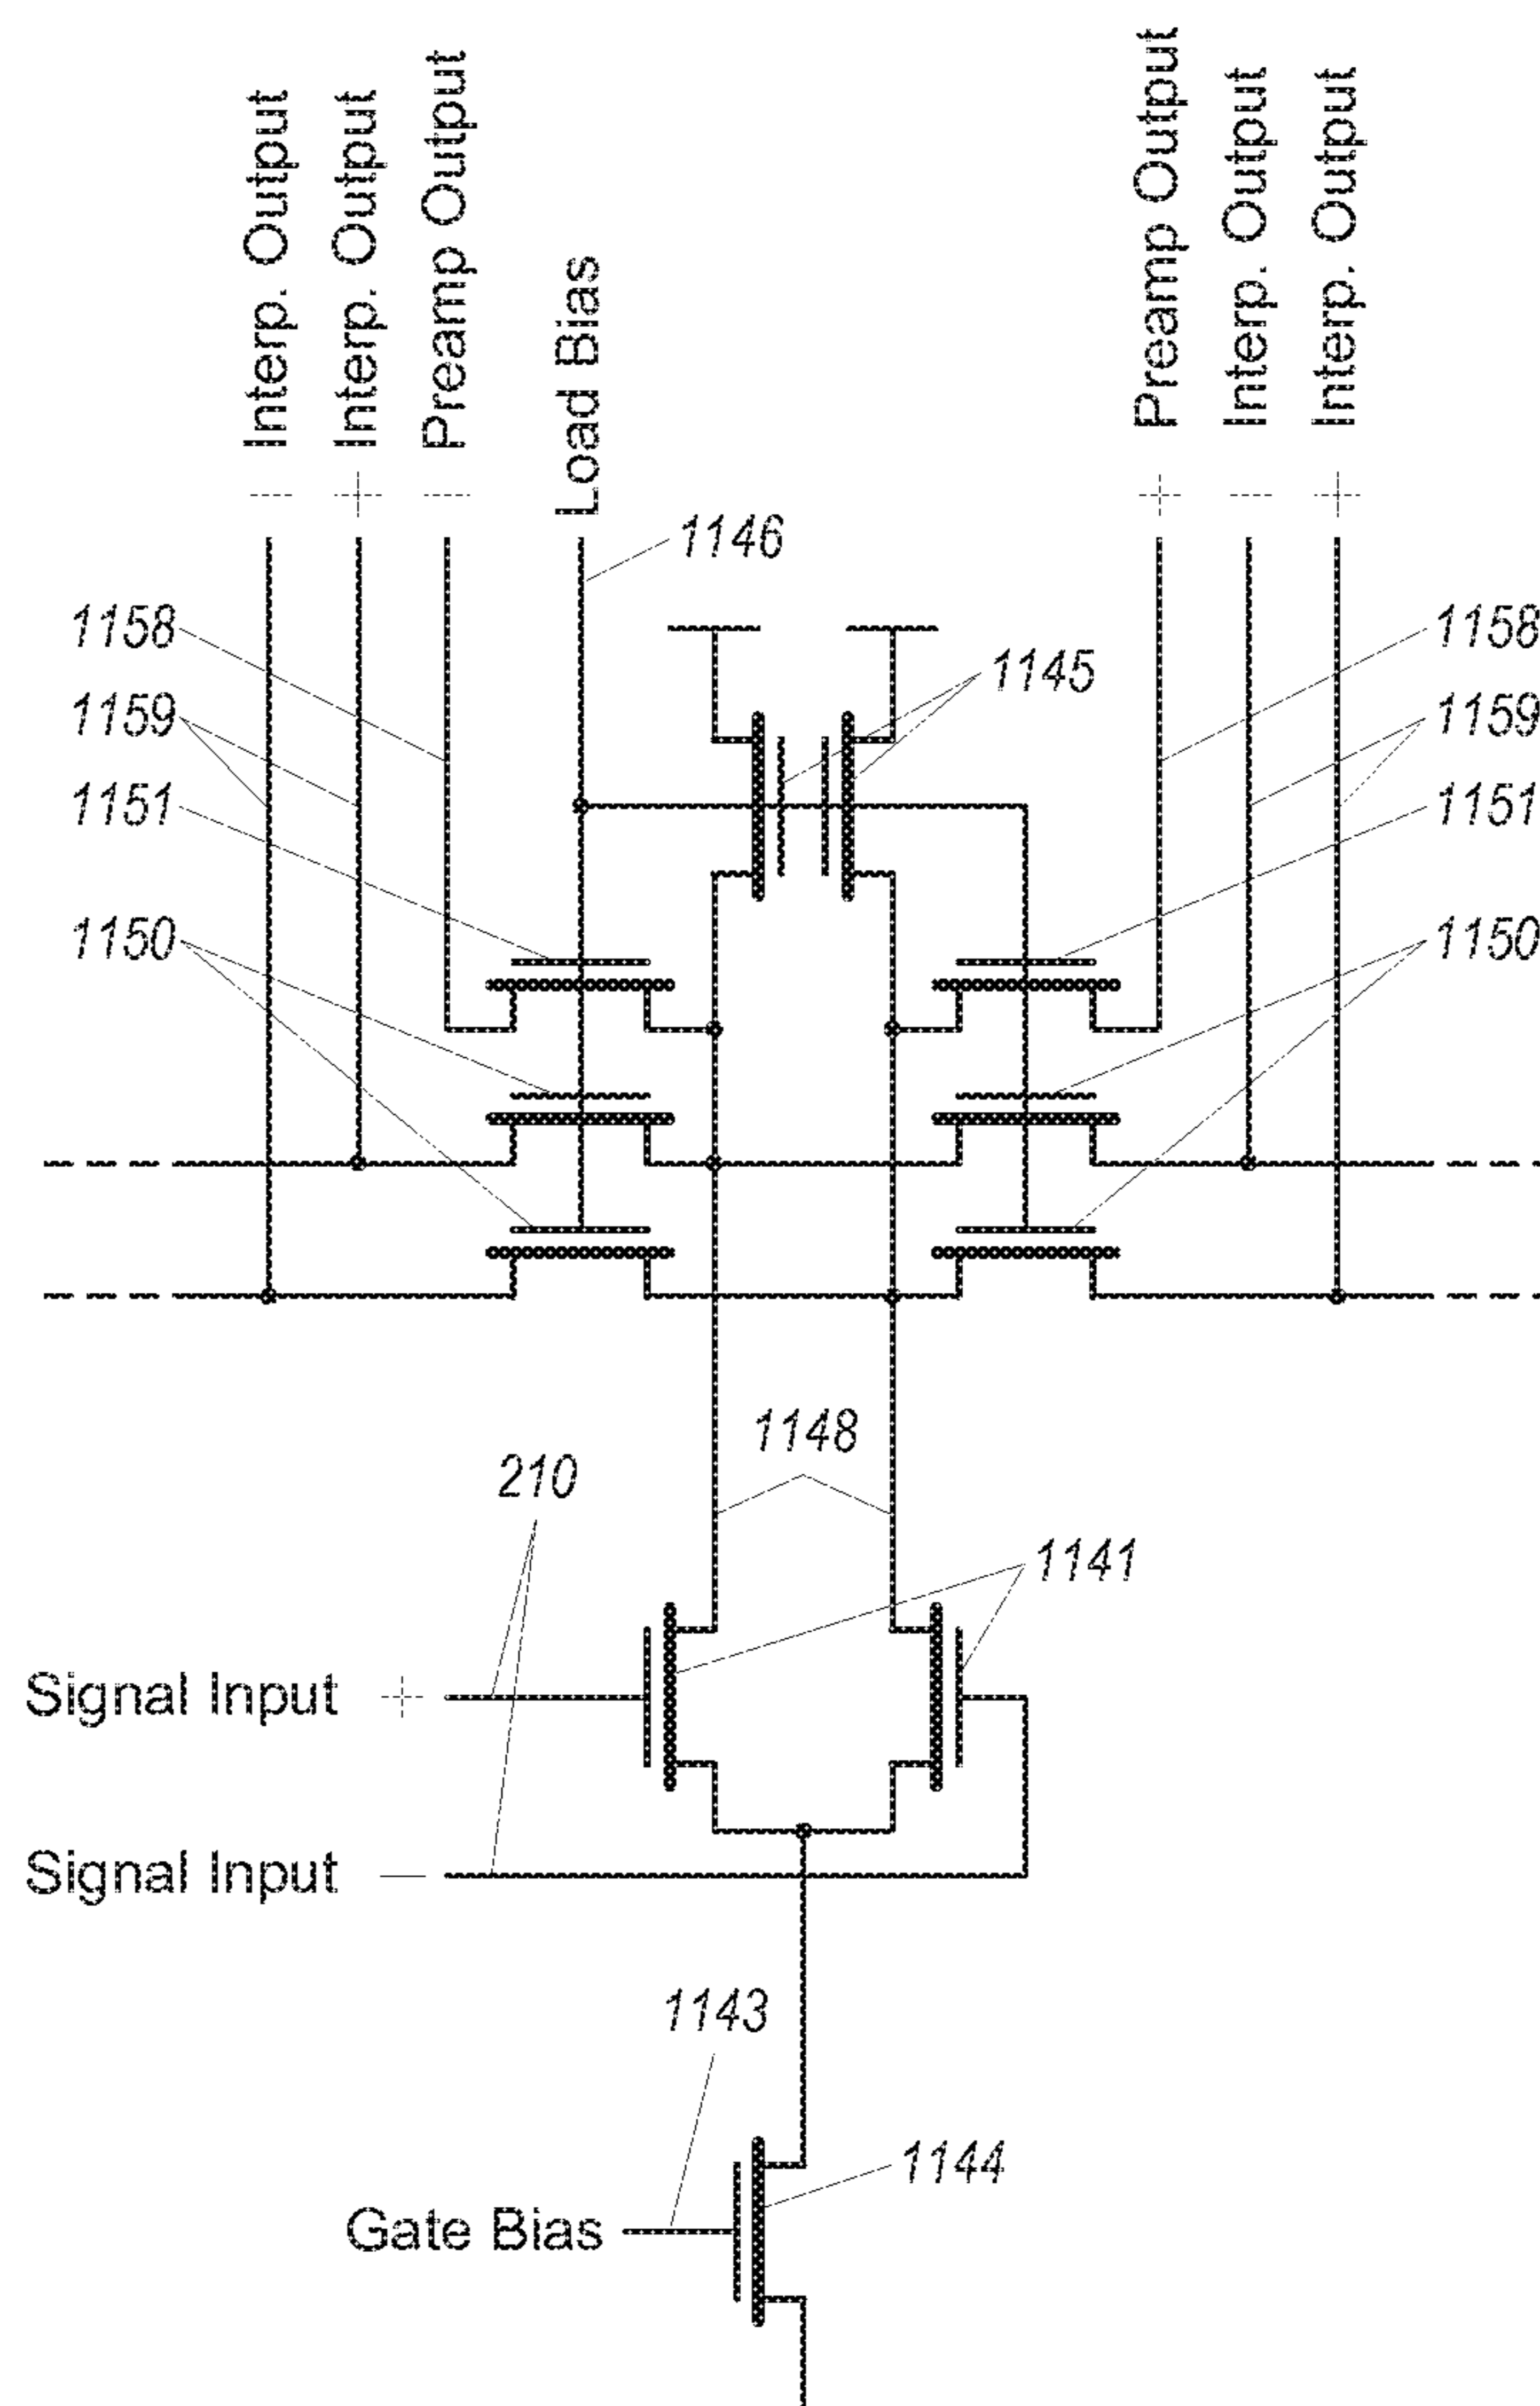 Interp. Output −
Interp. Output +
Preamp Output −
Load Bias
Preamp Output +
Interp. Output −
Interp. Output +
1146
1158
1158
1145
1159
1159
1151
1151
1150
1150
1148
210
1141
Signal Input +
Signal Input −
1143
1144
Gate Bias